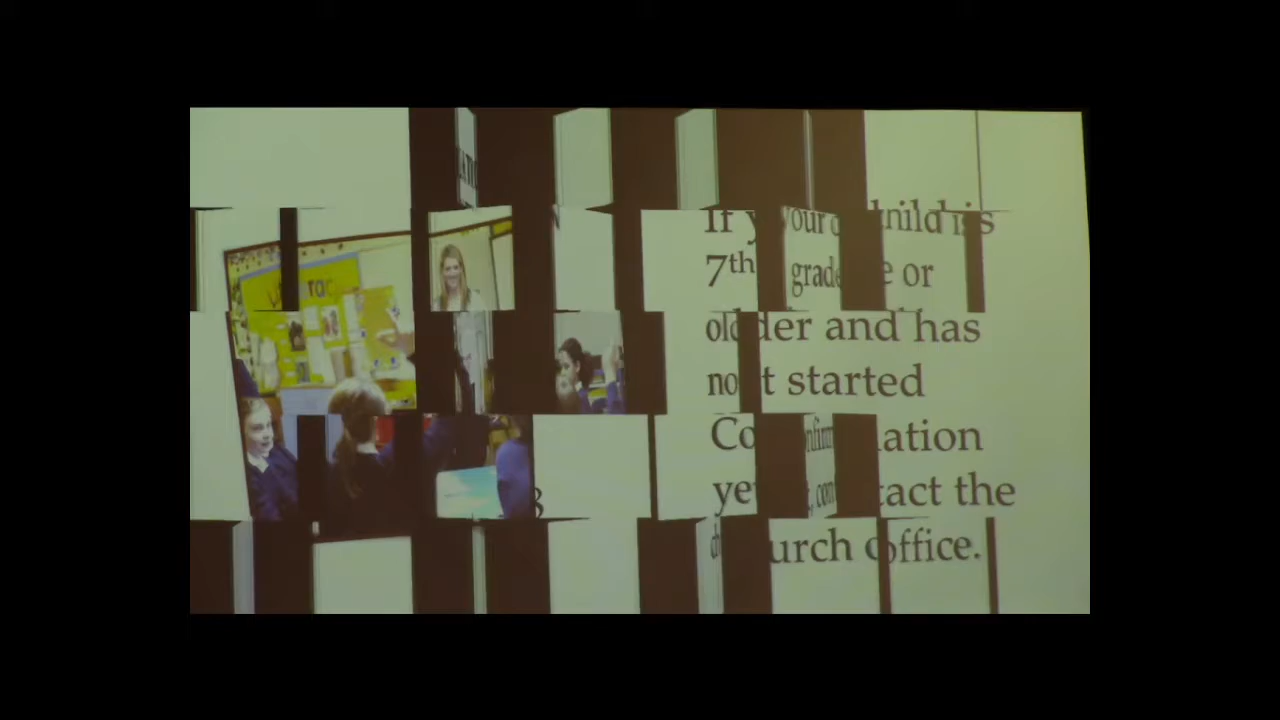 If your child is
7th grade or
older and has
not started
Confirmation
yet, contact the
church office.